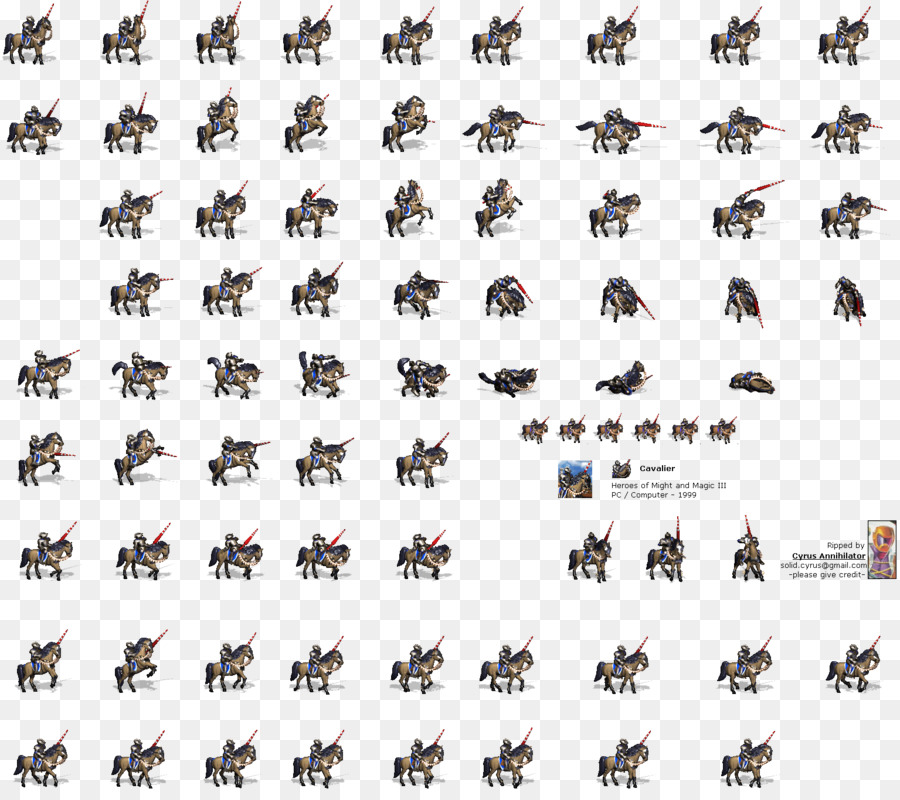 Cavalier
Heroes of Might and Magic III
PC / Computer - 1999
Ripped by
Cyrus Annihilator
solid.cyrus@gmail.com
~please give credit~